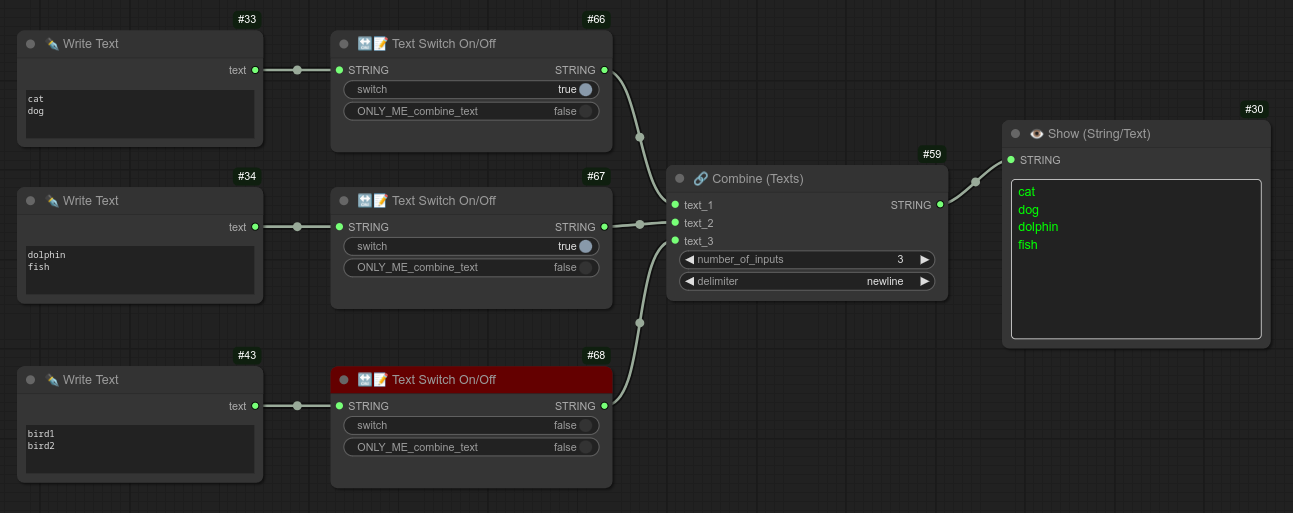 #33
Write Text
text
cat
dog
#66
Text Switch On/Off
STRING STRING
switch true
ONLY_ME_combine_text false
#34
Write Text
text
dolphin
fish
#67
Text Switch On/Off
STRING STRING
switch true
ONLY_ME_combine_text false
#43
Write Text
text
bird1
bird2
#68
Text Switch On/Off
STRING STRING
switch false
ONLY_ME_combine_text false
#59
Combine (Texts)
text_1 STRING
text_2
text_3
number_of_inputs 3
delimiter newline
#30
Show (String/Text)
STRING
cat
dog
dolphin
fish